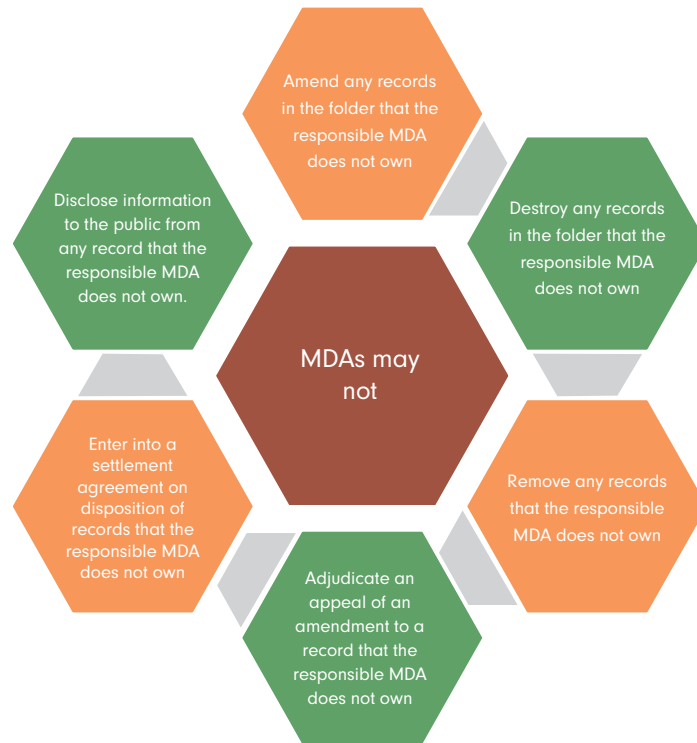 Amend any records
in the folder that the
responsible MDA
does not own
Destroy any records
in the folder that the
responsible MDA
does not own
Remove any records
that the responsible
MDA does not own
Adjudicate an
appeal of an
amendment to a
record that the
responsible MDA
does not own
Enter into a
settlement
agreement on
disposition of
records that the
responsible MDA
does not own
Disclose information
to the public from
any record that the
responsible MDA
does not own.
MDAs may
not